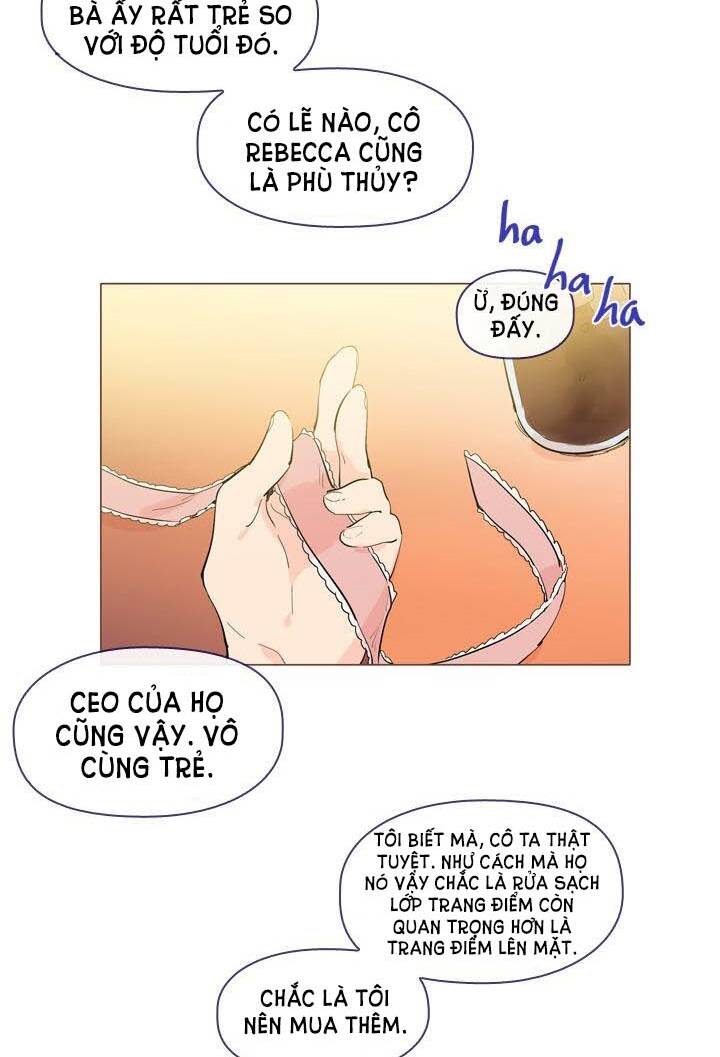 BÀ ẤY RẤT TRẺ SO
VỚI ĐỘ TUỔI ĐÓ.
CÓ LẼ NÀO, CÔ
REBECCA CŨNG
LÀ PHÙ THỦY?
ha
ha
ha
Ừ, ĐÚNG
ĐẤY.
CEO CỦA HỌ
CŨNG VẬY. VÔ
CÙNG TRẺ.
TÔI BIẾT MÀ, CÔ TA THẬT
TUYỆT. NHƯ CÁCH MÀ HỌ
NÓ VẬY CHẮC LÀ RỬA SẠCH
LỚP TRANG ĐIỂM CÒN
QUAN TRỌNG HƠN LÀ
TRANG ĐIỂM LÊN MẶT.
CHẮC LÀ TÔI
NÊN MUA THÊM.